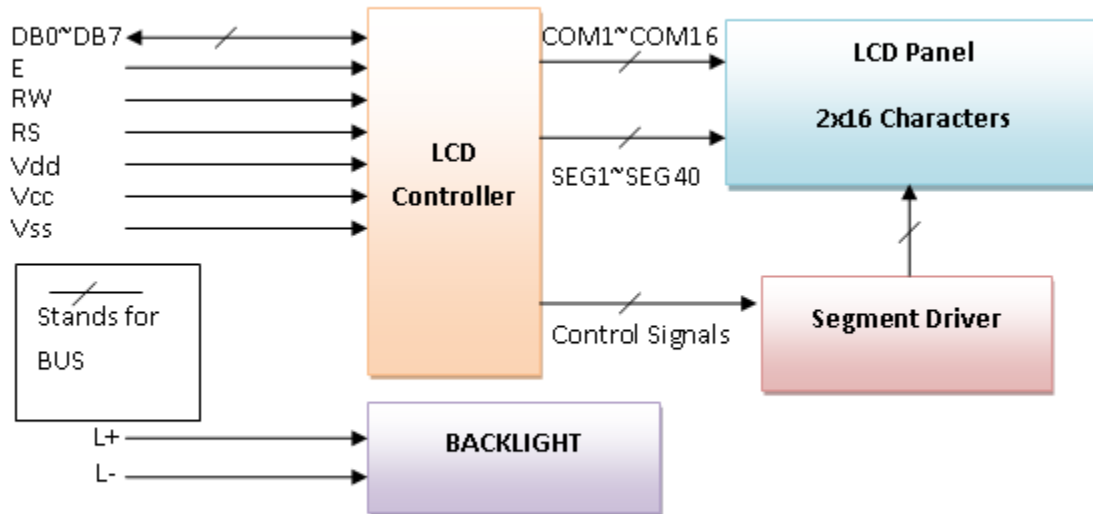 DB0~DB7
E
RW
RS
Vdd
Vcc
Vss
Stands for
BUS
LCD
Controller
COM1~COM16
SEG1~SEG40
Control Signals
LCD Panel
2x16 Characters
Segment Driver
L+
L-
BACKLIGHT